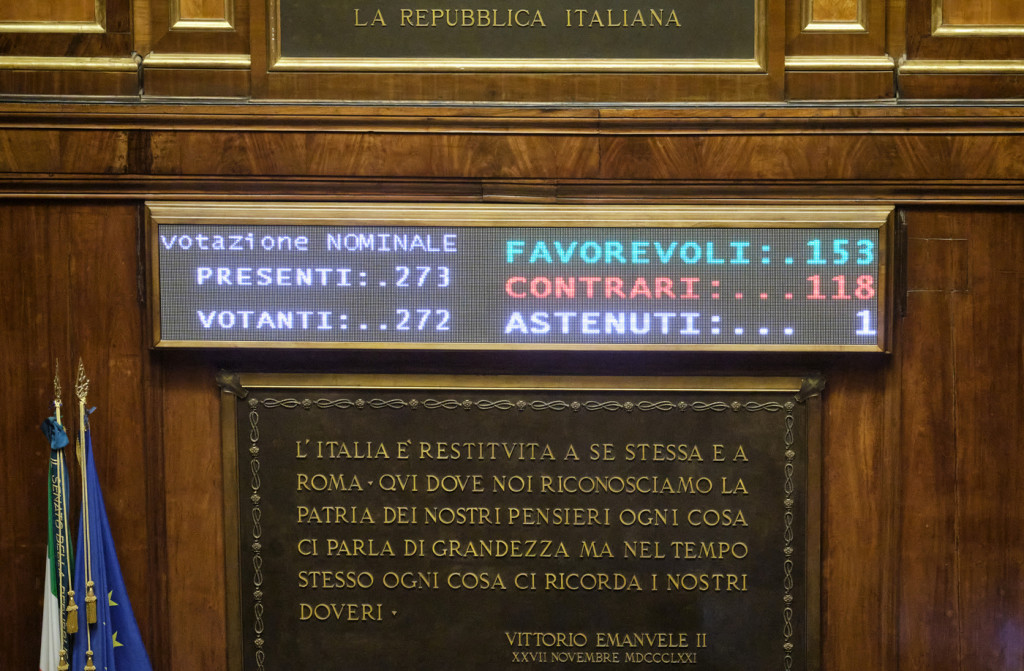 LA REPUBBLICA ITALIANA
votazione NOMINALE
PRESENTI:.273
VOTANTI:..272
FAVOREVOLI:.153
CONTRARI:...118
ASTENUTI:... 1
L'ITALIA E' RESTITVITA A SE STESSA E A
ROMA · QVI DOVE NOI RICONOSCIAMO LA
PATRIA DEI NOSTRI PENSIERI OGNI COSA
CI PARLA DI GRANDEZZA MA NEL TEMPO
STESSO OGNI COSA CI RICORDA I NOSTRI
DOVERI ·
VITTORIO EMANVELE II
XXVII NOVEMBRE MDCCCLXXI
SENATO DELLA